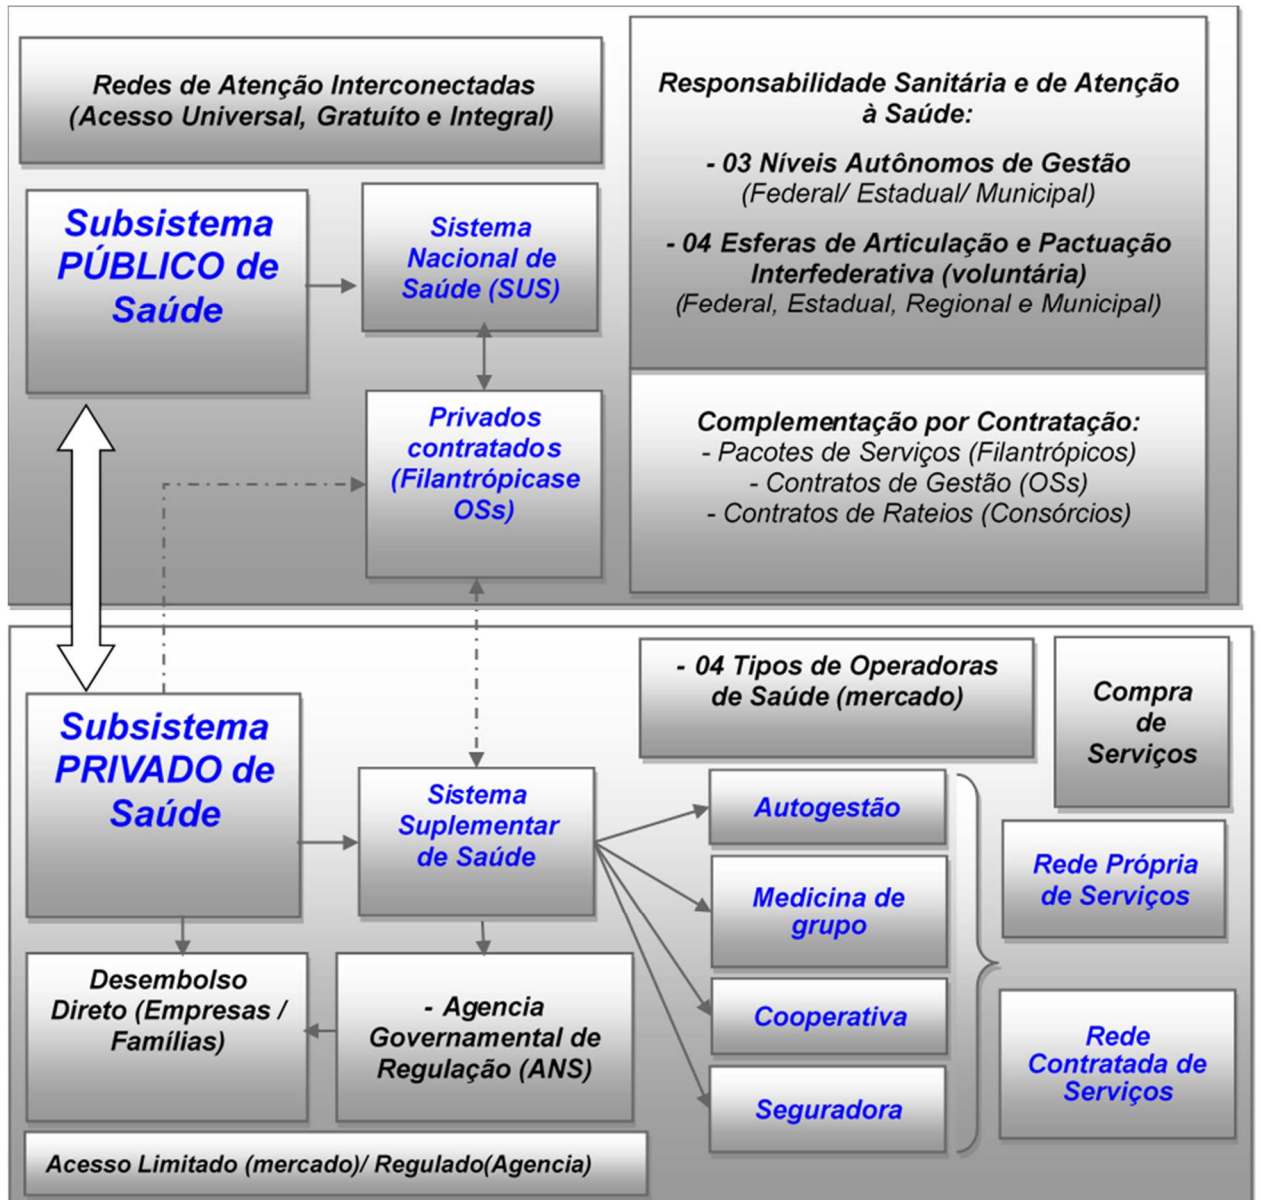 Redes de Atenção Interconectadas
(Acesso Universal, Gratuíto e Integral)
Responsabilidade Sanitária e de Atenção
à Saúde:
- 03 Níveis Autônomos de Gestão
(Federal/ Estadual/ Municipal)
- 04 Esferas de Articulação e Pactuação
Interfederativa (voluntária)
(Federal, Estadual, Regional e Municipal)
Subsistema
PÚBLICO de
Saúde
Sistema
Nacional de
Saúde (SUS)
Privados
contratados
(Filantrópicase
OSs)
Complementação por Contratação:
- Pacotes de Serviços (Filantrópicos)
- Contratos de Gestão (OSs)
- Contratos de Rateios (Consórcios)
- 04 Tipos de Operadoras
de Saúde (mercado)
Compra
de
Serviços
Subsistema
PRIVADO de
Saúde
Sistema
Suplementar
de Saúde
Autogestão
Medicina de
grupo
Cooperativa
Seguradora
Rede Própria
de Serviços
Rede
Contratada de
Serviços
Desembolso
Direto (Empresas /
Famílias)
- Agencia
Governamental de
Regulação (ANS)
Acesso Limitado (mercado)/ Regulado(Agencia)